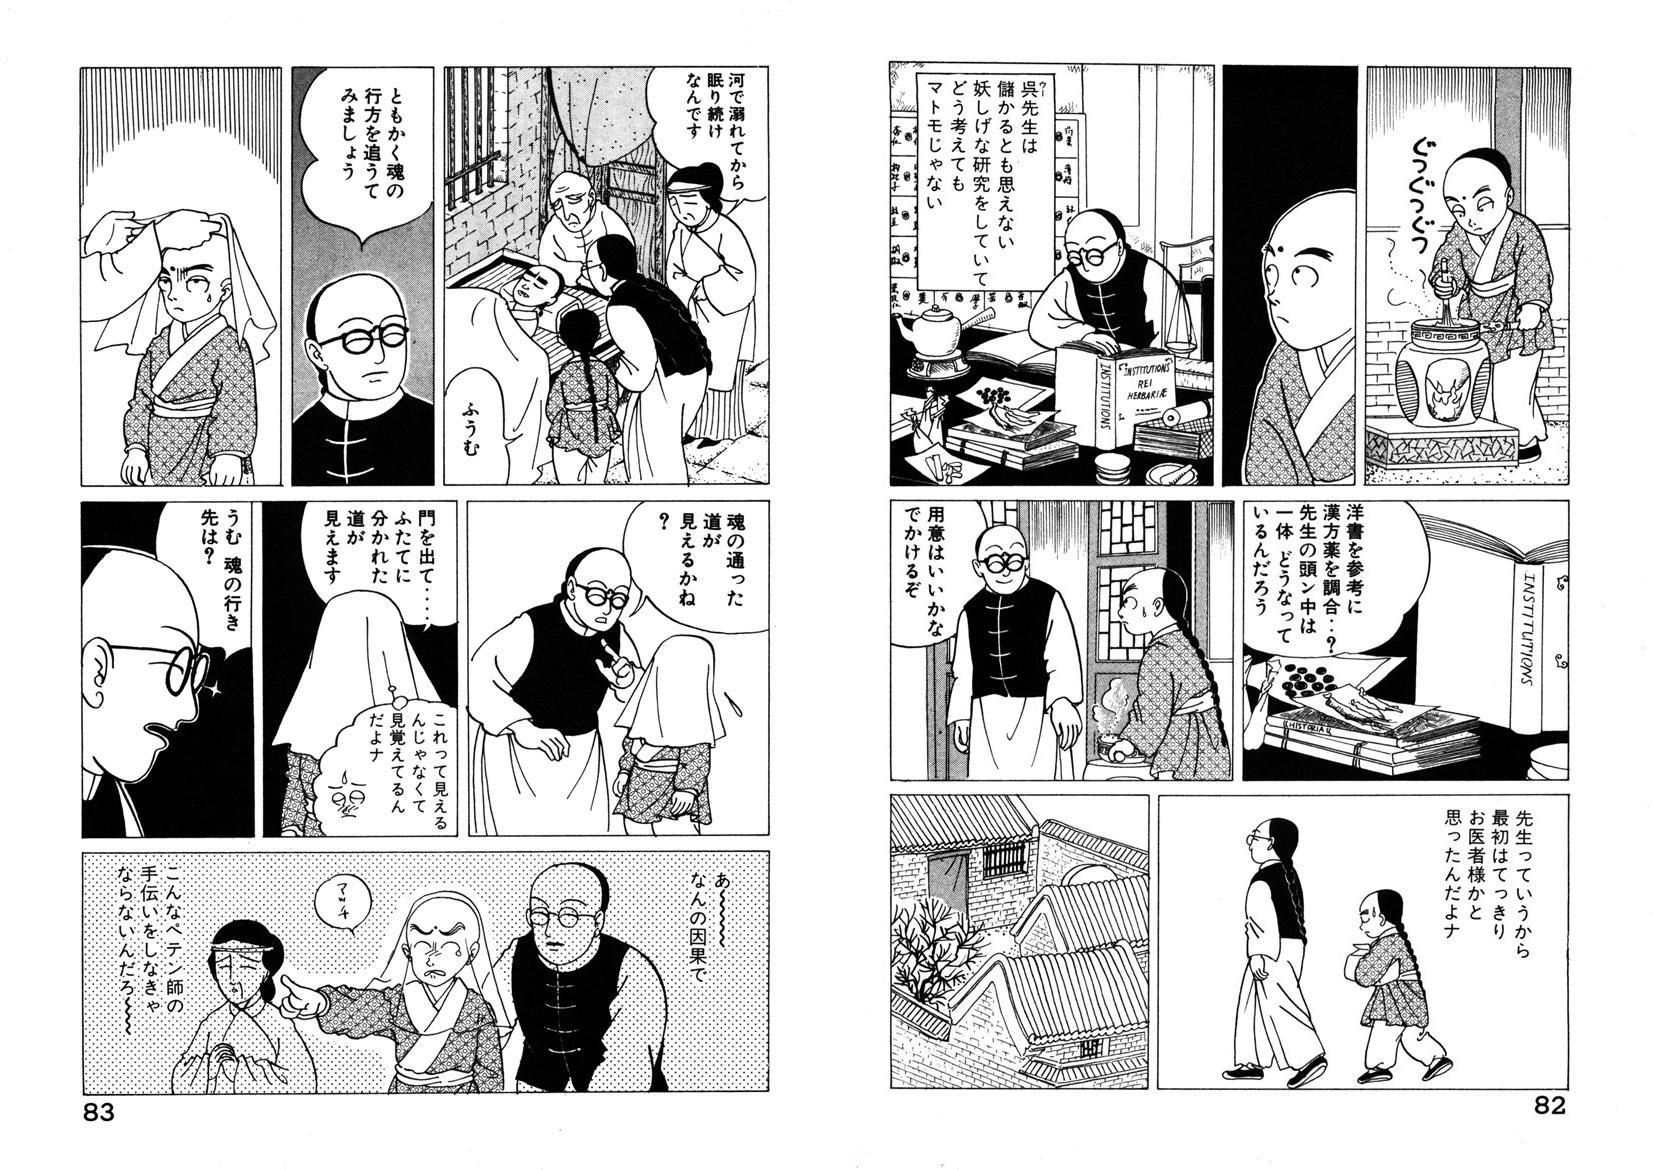 ぐつぐつぐつ
呉先生は
?
儲かるとも思えない
妖しげな研究をしていて
どう考えても
マトモじゃない
INSTITUTIONS
INSTITUTIONS
REI
HERBARIÆ
洋書を参考に
漢方薬を調合‥?
先生の頭ン中は
一体 どうなって
いるんだろう
INSTITUTIONS
HISTORIA
用意はいいかな
でかけるぞ
先生っていうから
最初はてっきり
お医者様かと
思ったんだよナ
82
河で溺れてから
眠り続け
なんです
ふうむ
ともかく魂の
行方を追うて
みましょう
魂の通った
道が
見えるかね
?
門を出て‥‥
ふたてに
分かれた
道が
見えます
これって見える
んじゃなくて
見覚えてるん
だよナ
うむ 魂の行き
先は?
あ〜〜〜
なんの因果で
アッチ
こんなペテン師の
手伝いをしなきゃ
ならないんだろ〜〜〜
83